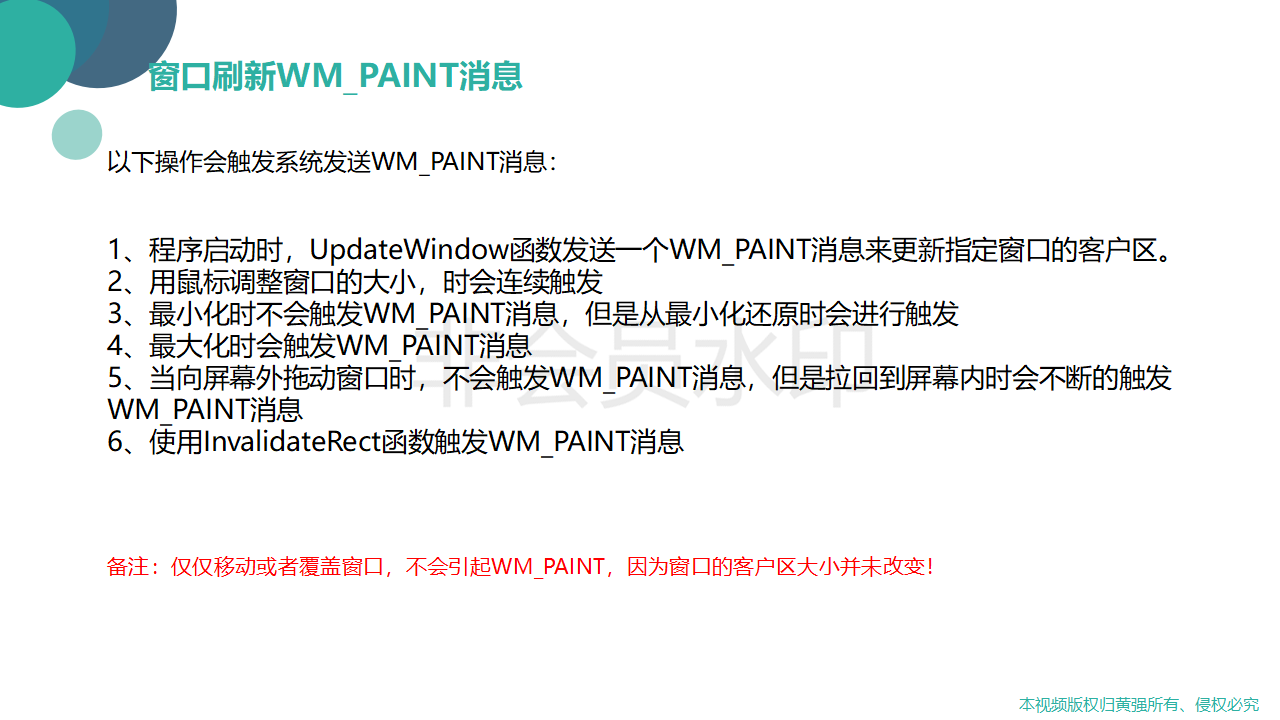 窗口刷新WM_PAINT消息
以下操作会触发系统发送WM_PAINT消息：
1、程序启动时，UpdateWindow函数发送一个WM_PAINT消息来更新指定窗口的客户区。
2、用鼠标调整窗口的大小，时会连续触发
3、最小化时不会触发WM_PAINT消息，但是从最小化还原时会进行触发
4、最大化时会触发WM_PAINT消息
非会员水印
5、当向屏幕外拖动窗口时，不会触发WM_PAINT消息，但是拉回到屏幕内时会不断的触发
WM_PAINT消息
6、使用InvalidateRect函数触发WM_PAINT消息
备注：仅仅移动或者覆盖窗口，不会引起WM_PAINT，因为窗口的客户区大小并未改变！
本视频版权归黄强所有、侵权必究